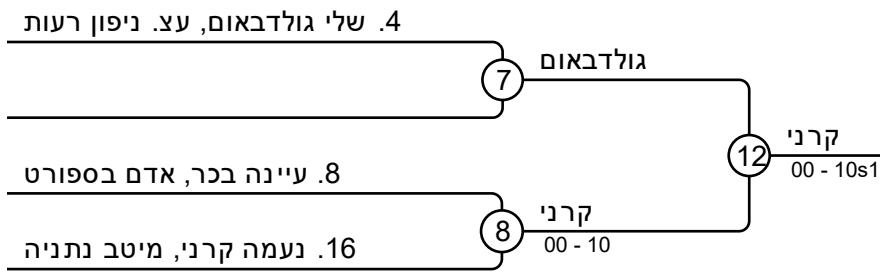 4. שלי גולדבאום, עצ. ניפון רעות
7
גולדבאום
12
קרני
00 - 10s1
8. עיינה בכר, אדם בספורט
8
קרני
00 - 10
16. נעמה קרני, מיטב נתניה